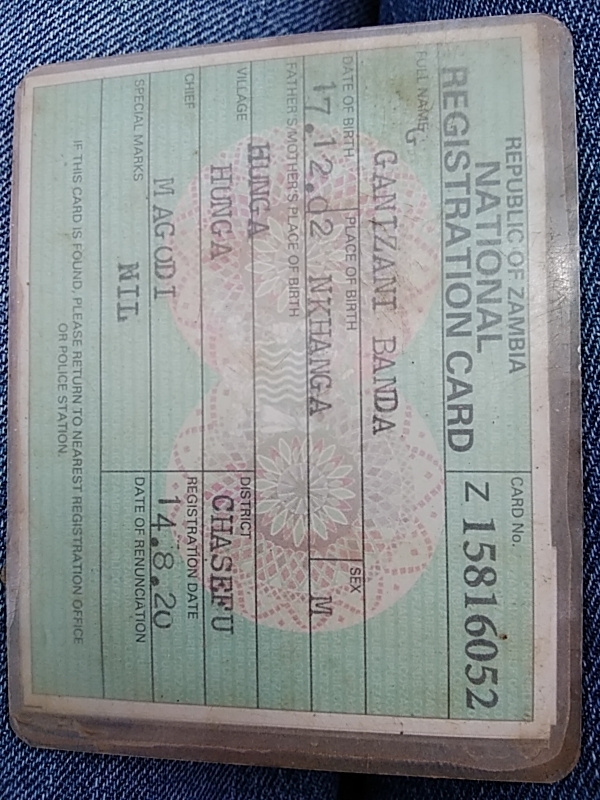 REPUBLIC OF ZAMBIA
NATIONAL
REGISTRATION CARD
CARD No.
Z 15816052
FULL NAME
GANIZANI BANDA
SEX
M
DATE OF BIRTH
PLACE OF BIRTH
17.12.02 NKHANGA
FATHER'S/MOTHER'S PLACE OF BIRTH
HUNGA
VILLAGE
HUNGA
DISTRICT
CHASEFU
CHIEF
MAGODI
REGISTRATION DATE
14.8.20
SPECIAL MARKS
NIL
DATE OF RENUNCIATION
IF THIS CARD IS FOUND, PLEASE RETURN TO NEAREST REGISTRATION OFFICE
OR POLICE STATION.